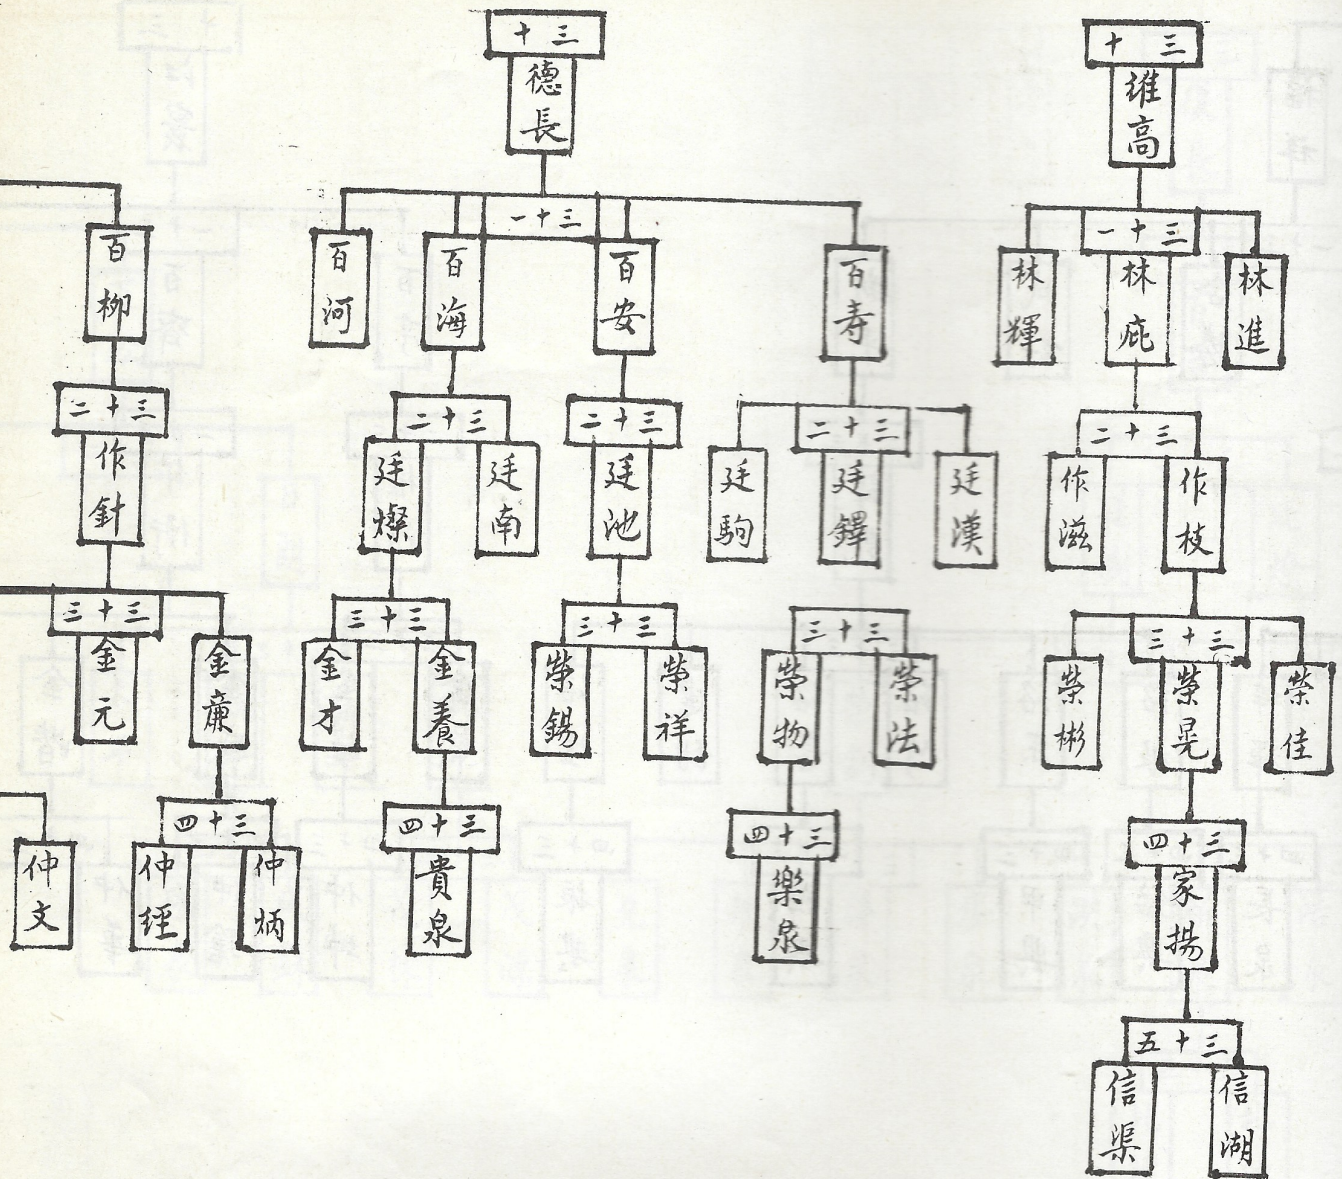 三十
維高
三十一
林進
林庇
林輝
三十二
作枝
作滋
三十三
榮佳
榮晃
榮彬
三十四
家揚
三十五
信湖
信渠
三十
德長
三十一
百寿
百安
百海
百河
三十二
廷漢
廷鐸
廷駒
三十三
榮法
榮物
三十四
樂泉
三十二
廷池
三十三
榮祥
榮錫
三十二
廷南
廷燦
三十三
金養
金才
三十四
貴泉
百柳
三十二
作針
三十三
金廉
金元
三十四
仲炳
仲經
仲文